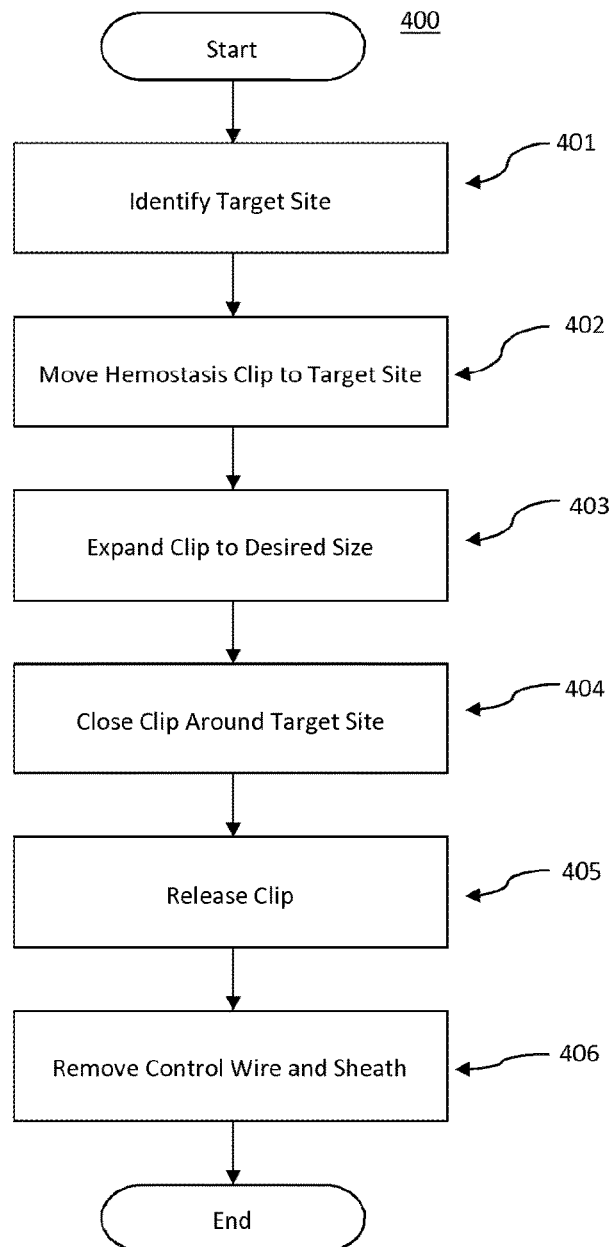 400
Start
401
Identify Target Site
402
Move Hemostasis Clip to Target Site
403
Expand Clip to Desired Size
404
Close Clip Around Target Site
405
Release Clip
406
Remove Control Wire and Sheath
End